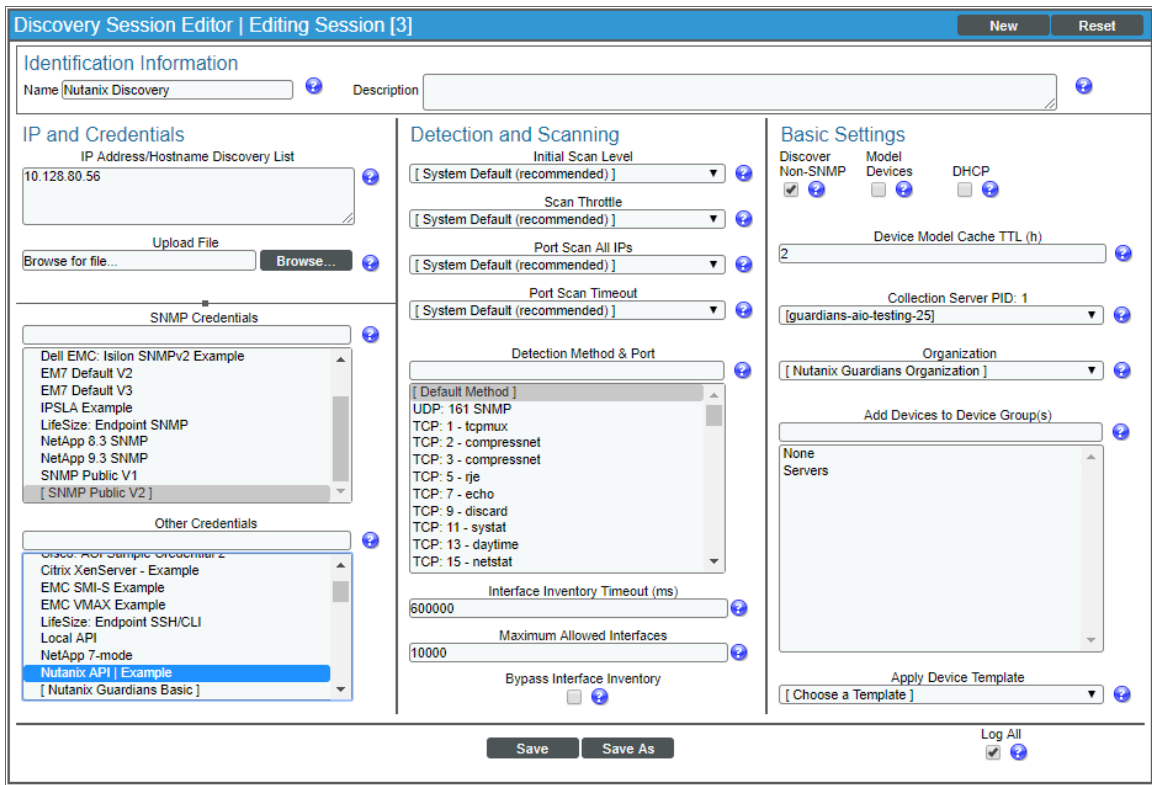 Discovery Session Editor | Editing Session [3]
New
Reset
Identification Information
Name
Nutanix Discovery
Description
IP and Credentials
IP Address/Hostname Discovery List
10.128.80.56
Upload File
Browse for file...
Browse...
SNMP Credentials
Dell EMC: Isilon SNMPv2 Example
EM7 Default V2
EM7 Default V3
IPSLA Example
LifeSize: Endpoint SNMP
NetApp 8.3 SNMP
NetApp 9.3 SNMP
SNMP Public V1
[ SNMP Public V2 ]
Other Credentials
Cisco: ACI Sample Credential 2
Citrix XenServer - Example
EMC SMI-S Example
EMC VMAX Example
LifeSize: Endpoint SSH/CLI
Local API
NetApp 7-mode
Nutanix API | Example
[ Nutanix Guardians Basic ]
Detection and Scanning
Initial Scan Level
[ System Default (recommended) ]
Scan Throttle
[ System Default (recommended) ]
Port Scan All IPs
[ System Default (recommended) ]
Port Scan Timeout
[ System Default (recommended) ]
Detection Method & Port
[ Default Method ]
UDP: 161 SNMP
TCP: 1 - tcpmux
TCP: 2 - compressnet
TCP: 3 - compressnet
TCP: 5 - rje
TCP: 7 - echo
TCP: 9 - discard
TCP: 11 - systat
TCP: 13 - daytime
TCP: 15 - netstat
Interface Inventory Timeout (ms)
600000
Maximum Allowed Interfaces
10000
Bypass Interface Inventory
Basic Settings
Discover Non-SNMP
Model Devices
DHCP
Device Model Cache TTL (h)
2
Collection Server PID: 1
[guardians-aio-testing-25]
Organization
[ Nutanix Guardians Organization ]
Add Devices to Device Group(s)
None
Servers
Apply Device Template
[ Choose a Template ]
Save
Save As
Log All